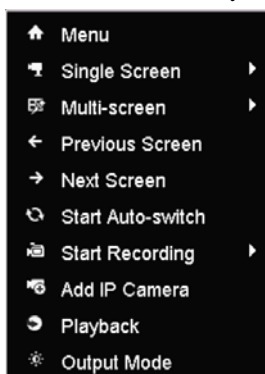 Menu
Single Screen
Multi-screen
Previous Screen
Next Screen
Start Auto-switch
Start Recording
Add IP Camera
Playback
Output Mode